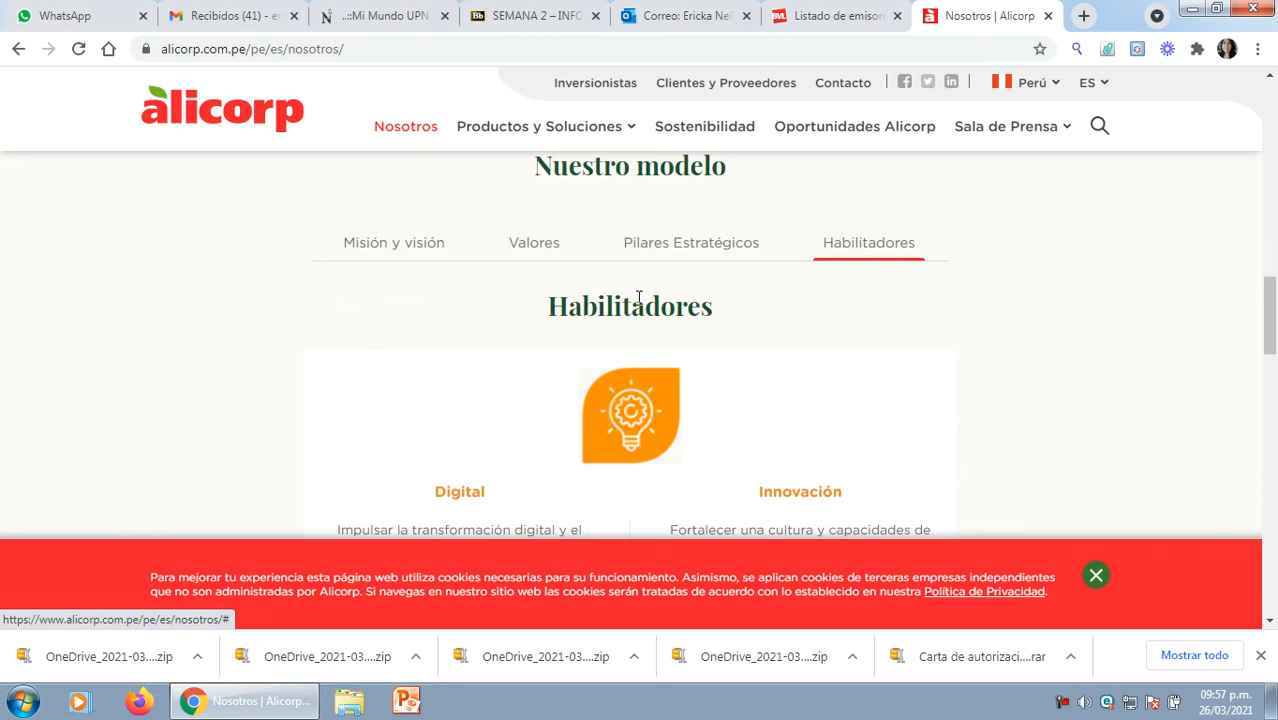 WhatsApp
Recibidos (41) - e
.::Mi Mundo UPN
Bb
SEMANA 2 – INFO
Correo: Ericka Nel
BVL
Listado de emisor
a
Nosotros | Alicorp
alicorp.com.pe/pe/es/nosotros/
Inversionistas
Clientes y Proveedores
Contacto
Perú
ES
alicorp
Nosotros
Productos y Soluciones
Sostenibilidad
Oportunidades Alicorp
Sala de Prensa
Nuestro modelo
Misión y visión
Valores
Pilares Estratégicos
Habilitadores
Habilitadores
Digital
Innovación
Impulsar la transformación digital y el
Fortalecer una cultura y capacidades de
Para mejorar tu experiencia esta página web utiliza cookies necesarias para su funcionamiento. Asimismo, se aplican cookies de terceras empresas independientes
que no son administradas por Alicorp. Si navegas en nuestro sitio web las cookies serán tratadas de acuerdo con lo establecido en nuestra Política de Privacidad.
https://www.alicorp.com.pe/pe/es/nosotros/#
OneDrive_2021-03....zip
OneDrive_2021-03....zip
OneDrive_2021-03....zip
OneDrive_2021-03....zip
Carta de autorizaci....rar
Mostrar todo
Nosotros | Alicorp...
09:57 p.m.
26/03/2021